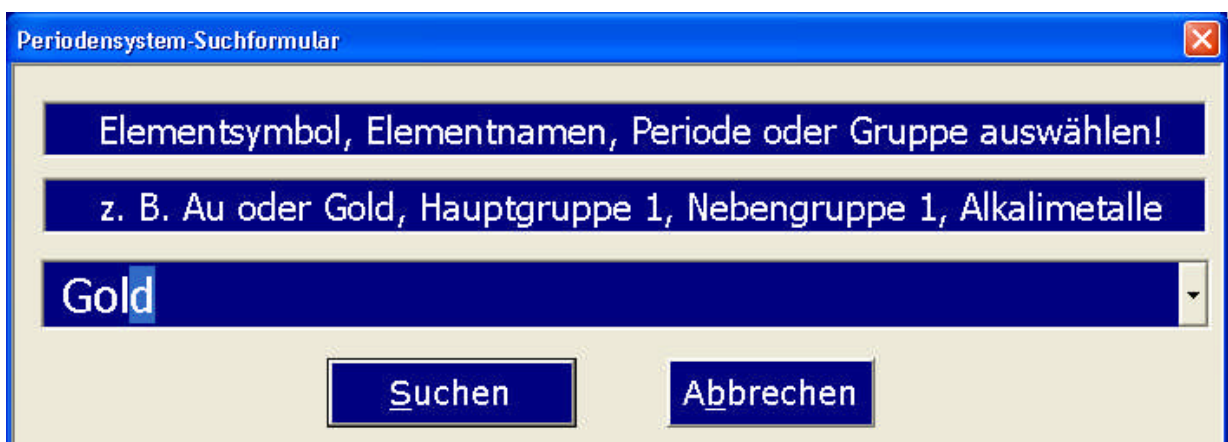 Periodensystem-Suchformular
Elementsymbol, Elementnamen, Periode oder Gruppe auswählen!
z. B. Au oder Gold, Hauptgruppe 1, Nebengruppe 1, Alkalimetalle
Gold
Suchen Abbrechen